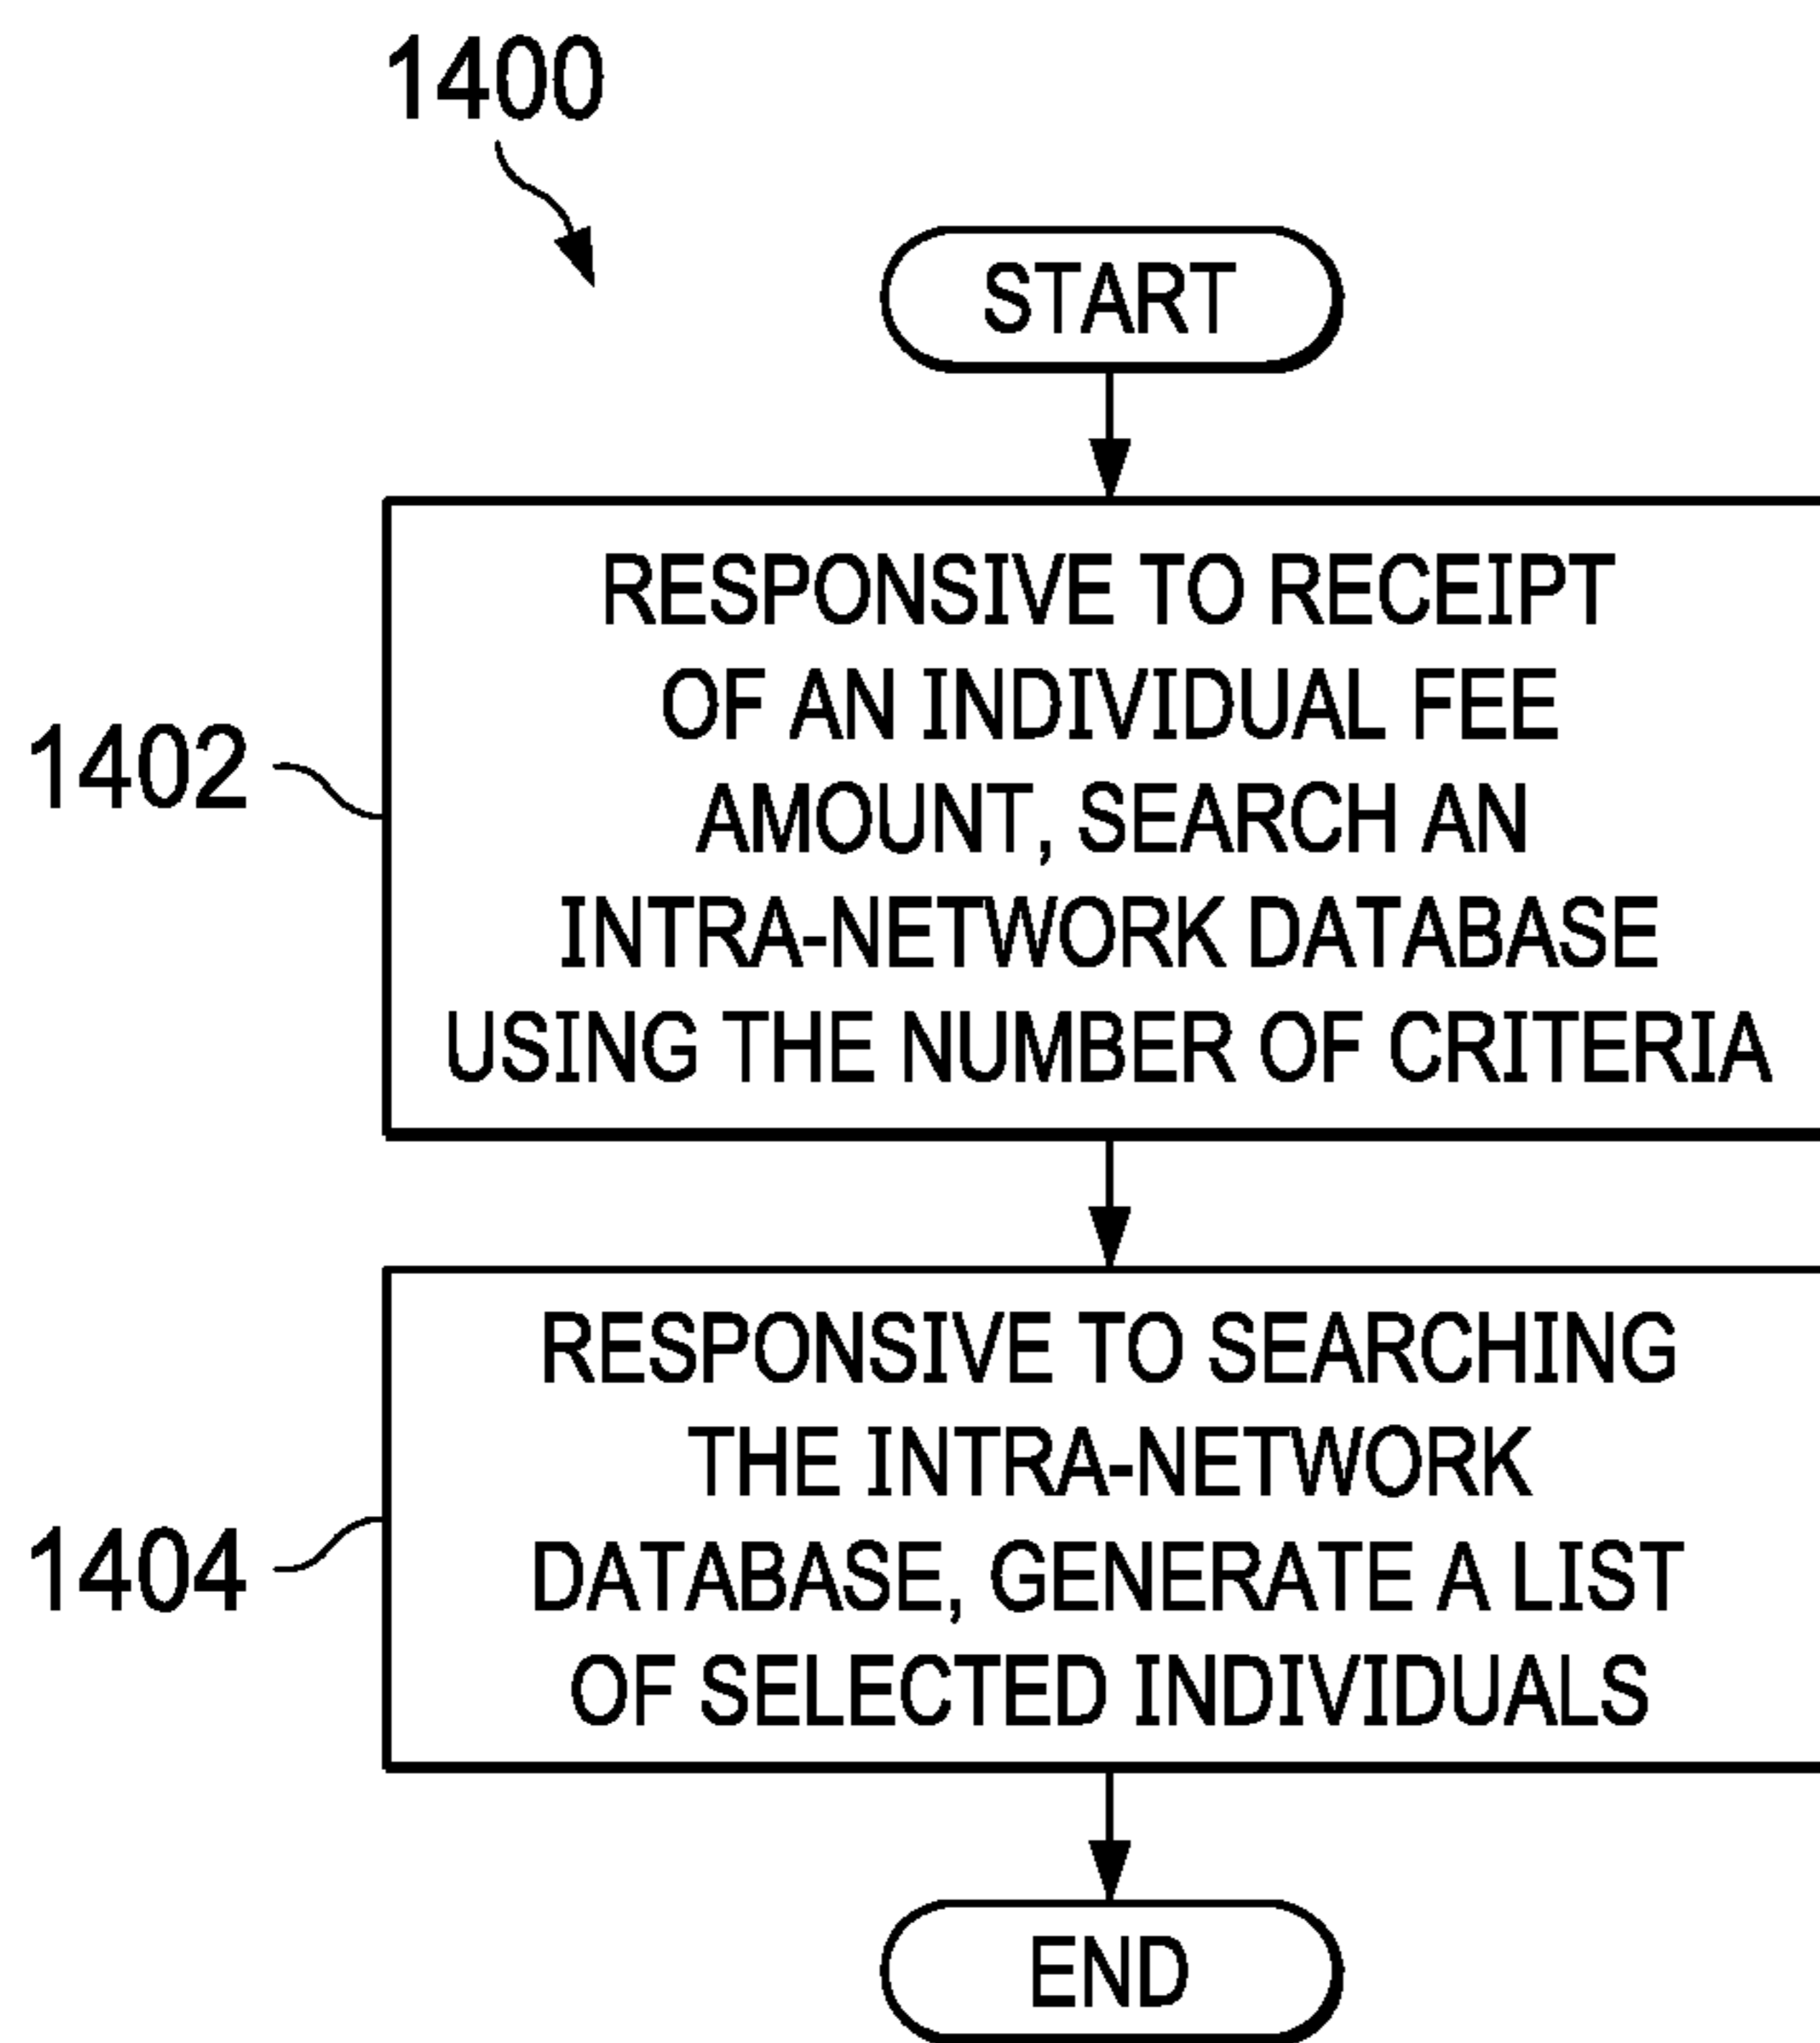 1400
START
1402
RESPONSIVE TO RECEIPT
OF AN INDIVIDUAL FEE
AMOUNT, SEARCH AN
INTRA-NETWORK DATABASE
USING THE NUMBER OF CRITERIA
1404
RESPONSIVE TO SEARCHING
THE INTRA-NETWORK
DATABASE, GENERATE A LIST
OF SELECTED INDIVIDUALS
END